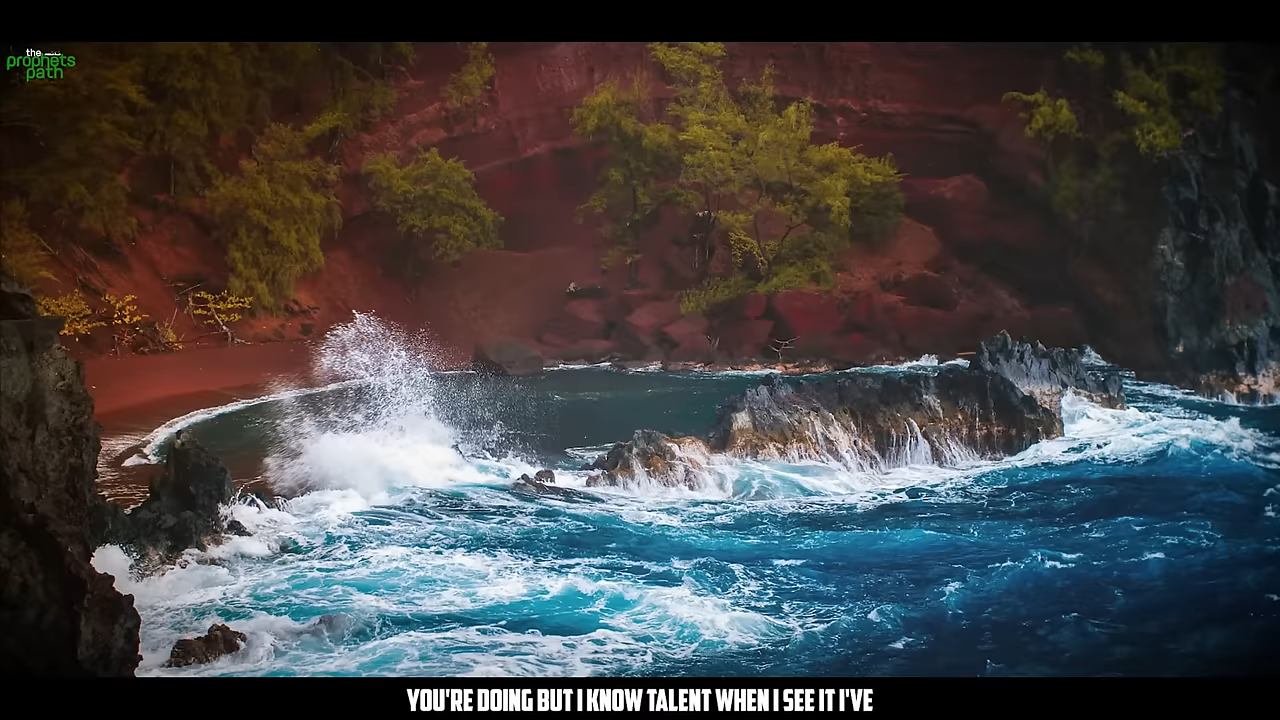 the
prophets
path
YOU'RE DOING BUT I KNOW TALENT WHEN I SEE IT I'VE